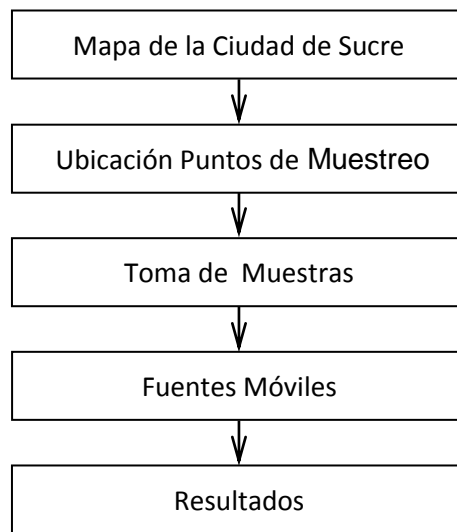 Mapa de la Ciudad de Sucre
Ubicación Puntos de Muestreo
Toma de Muestras
Fuentes Móviles
Resultados